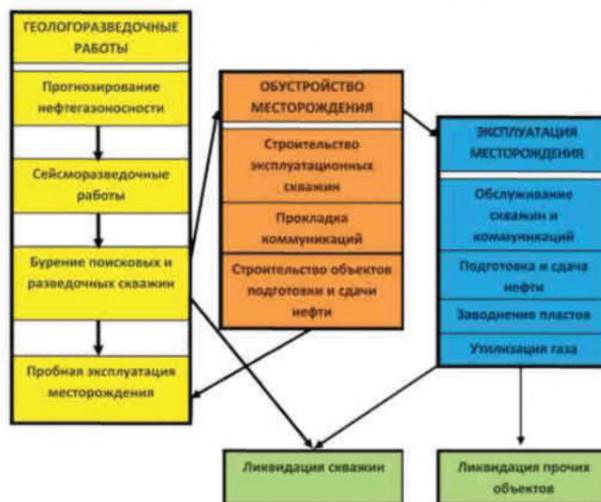 ГЕОЛОГОРАЗВЕДОЧНЫЕ
РАБОТЫ
Прогнозирование
нефтегазоносности
Сейсморазведочные
работы
Бурение поисковых и
разведочных скважин
Пробная эксплуатация
месторождения
ОБУСТРОЙСТВО
МЕСТОРОЖДЕНИЯ
Строительство
эксплуатационных
скважин
Прокладка
коммуникаций
Строительство объектов
подготовки и сдачи
нефти
ЭКСПЛУАТАЦИЯ
МЕСТОРОЖДЕНИЯ
Обслуживание
скважин и
коммуникаций
Подготовка и сдача
нефти
Заводнение пластов
Утилизация газа
Ликвидация скважин
Ликвидация прочих
объектов